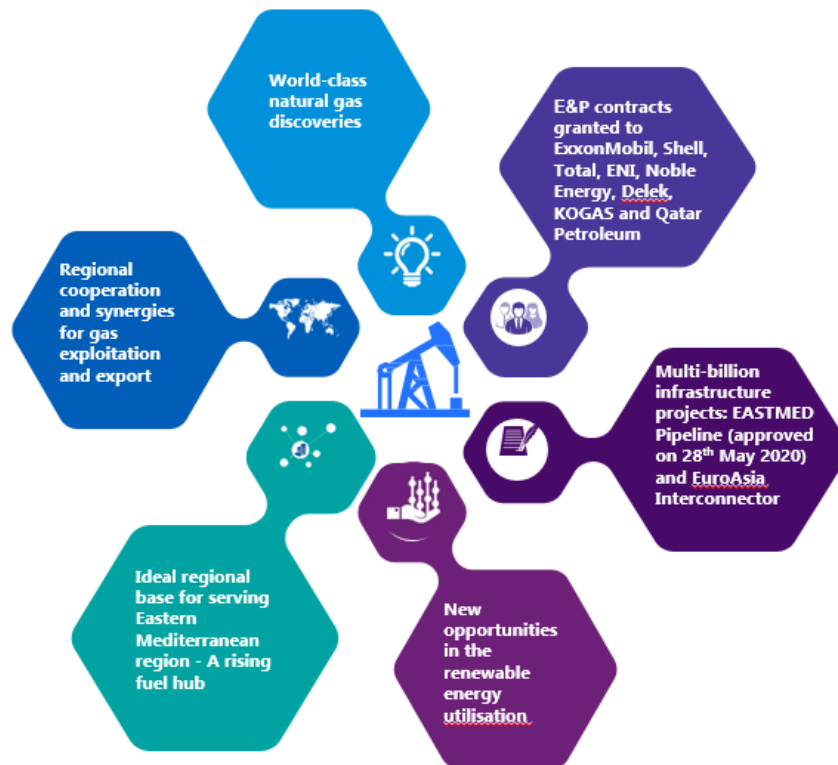 World-class
natural gas
discoveries
E&P contracts
granted to
ExxonMobil, Shell,
Total, ENI, Noble
Energy, Delek,
KOGAS and Qatar
Petroleum
Regional
cooperation
and synergies
for gas
exploitation
and export
Multi-billion
infrastructure
projects: EASTMED
Pipeline (approved
on 28th May 2020)
and EuroAsia
Interconnector
Ideal regional
base for serving
Eastern
Mediterranean
region - A rising
fuel hub
New
opportunities
in the
renewable
energy
utilisation